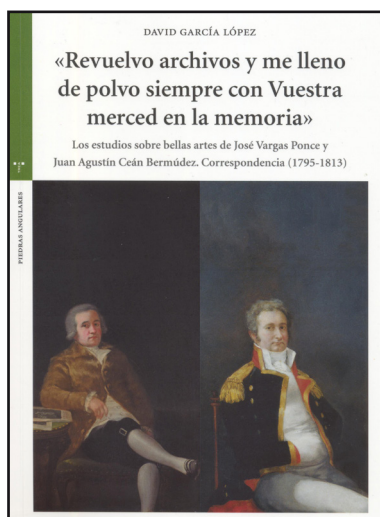 DAVID GARCÍA LÓPEZ
«Revuelvo archivos y me lleno
de polvo siempre con Vuestra
merced en la memoria»
Los estudios sobre bellas artes de José Vargas Ponce y
Juan Agustín Ceán Bermúdez. Correspondencia (1795-1813)
PIEDRAS ANGULARES